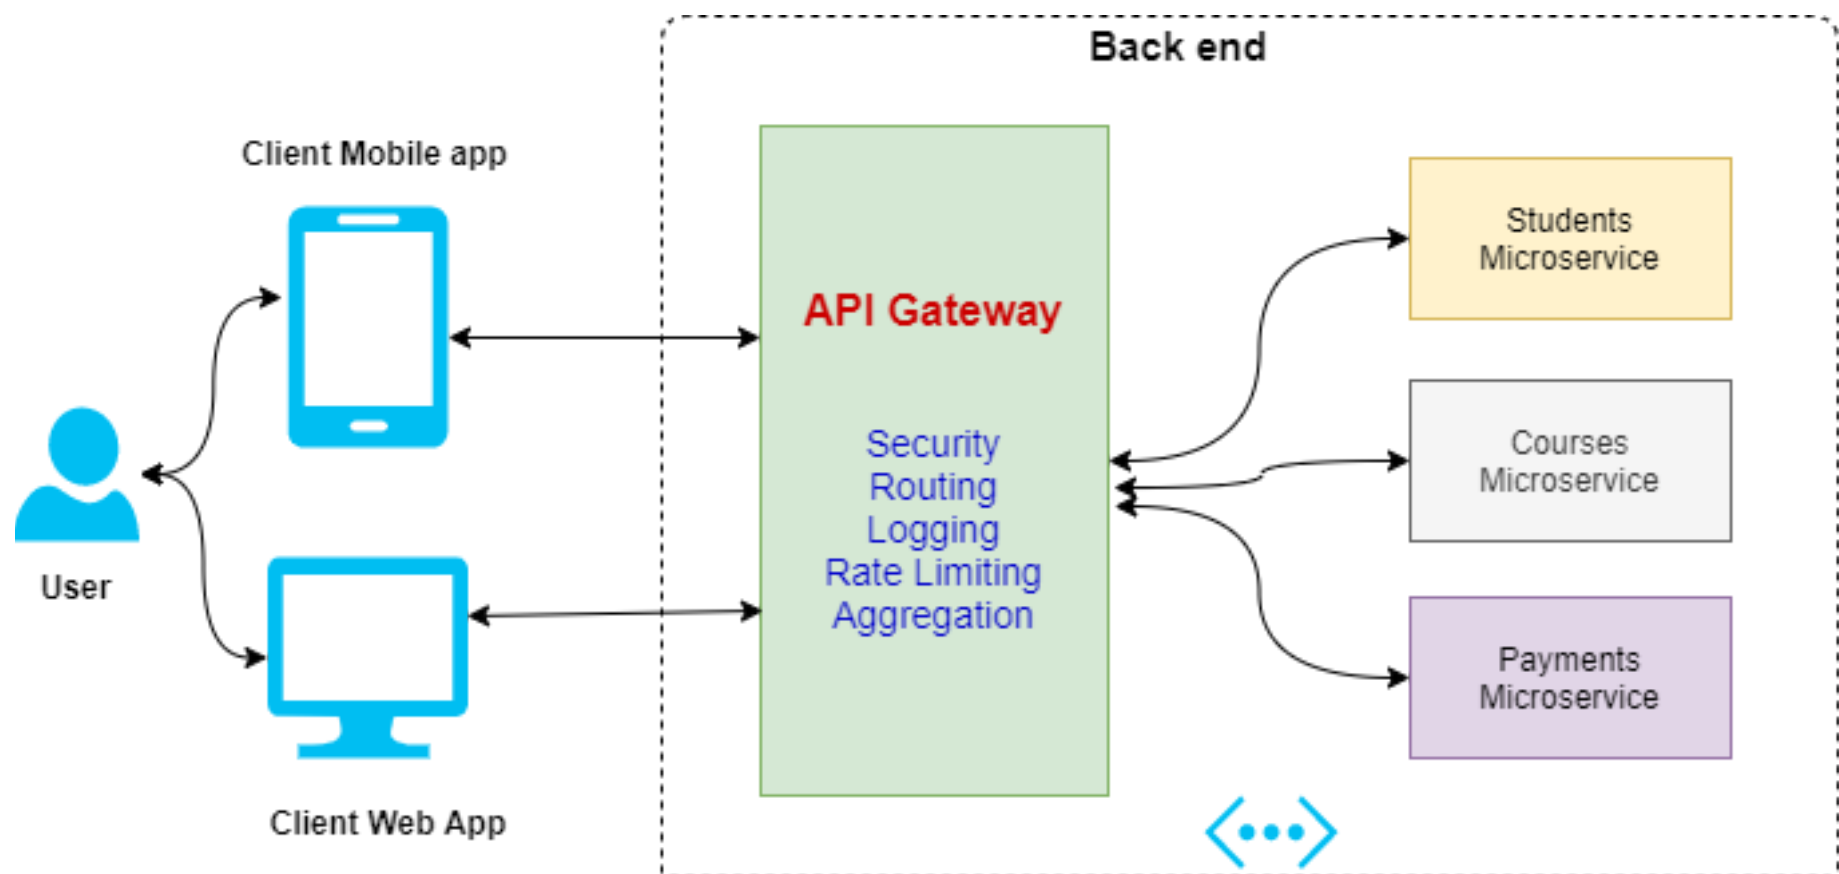 Back end
Client Mobile app
User
Client Web App
API Gateway
Security
Routing
Logging
Rate Limiting
Aggregation
Students
Microservice
Courses
Microservice
Payments
Microservice